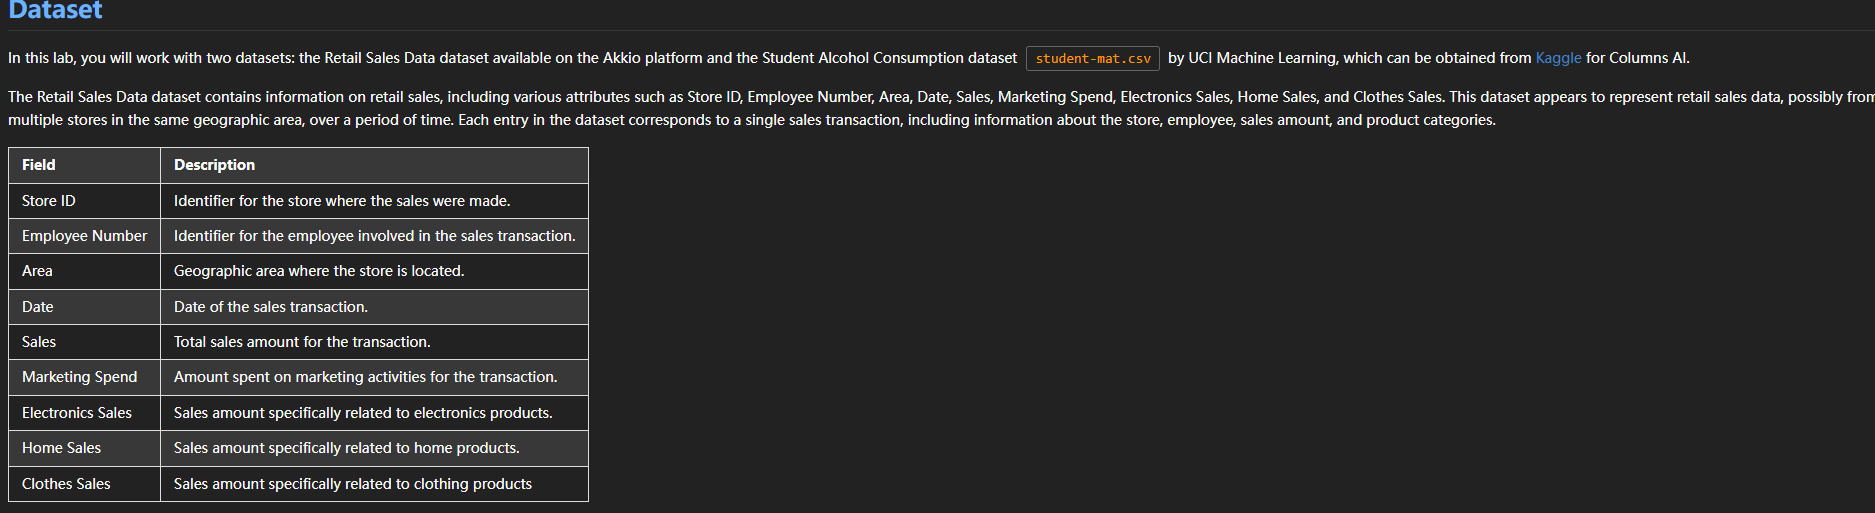 Dataset
In this lab, you will work with two datasets: the Retail Sales Data dataset available on the Akkio platform and the Student Alcohol Consumption dataset student-mat.csv by UCI Machine Learning, which can be obtained from Kaggle for Columns AI.
The Retail Sales Data dataset contains information on retail sales, including various attributes such as Store ID, Employee Number, Area, Date, Sales, Marketing Spend, Electronics Sales, Home Sales, and Clothes Sales. This dataset appears to represent retail sales data, possibly from
multiple stores in the same geographic area, over a period of time. Each entry in the dataset corresponds to a single sales transaction, including information about the store, employee, sales amount, and product categories.
Field Description
Store ID Identifier for the store where the sales were made.
Employee Number Identifier for the employee involved in the sales transaction.
Area Geographic area where the store is located.
Date Date of the sales transaction.
Sales Total sales amount for the transaction.
Marketing Spend Amount spent on marketing activities for the transaction.
Electronics Sales Sales amount specifically related to electronics products.
Home Sales Sales amount specifically related to home products.
Clothes Sales Sales amount specifically related to clothing products